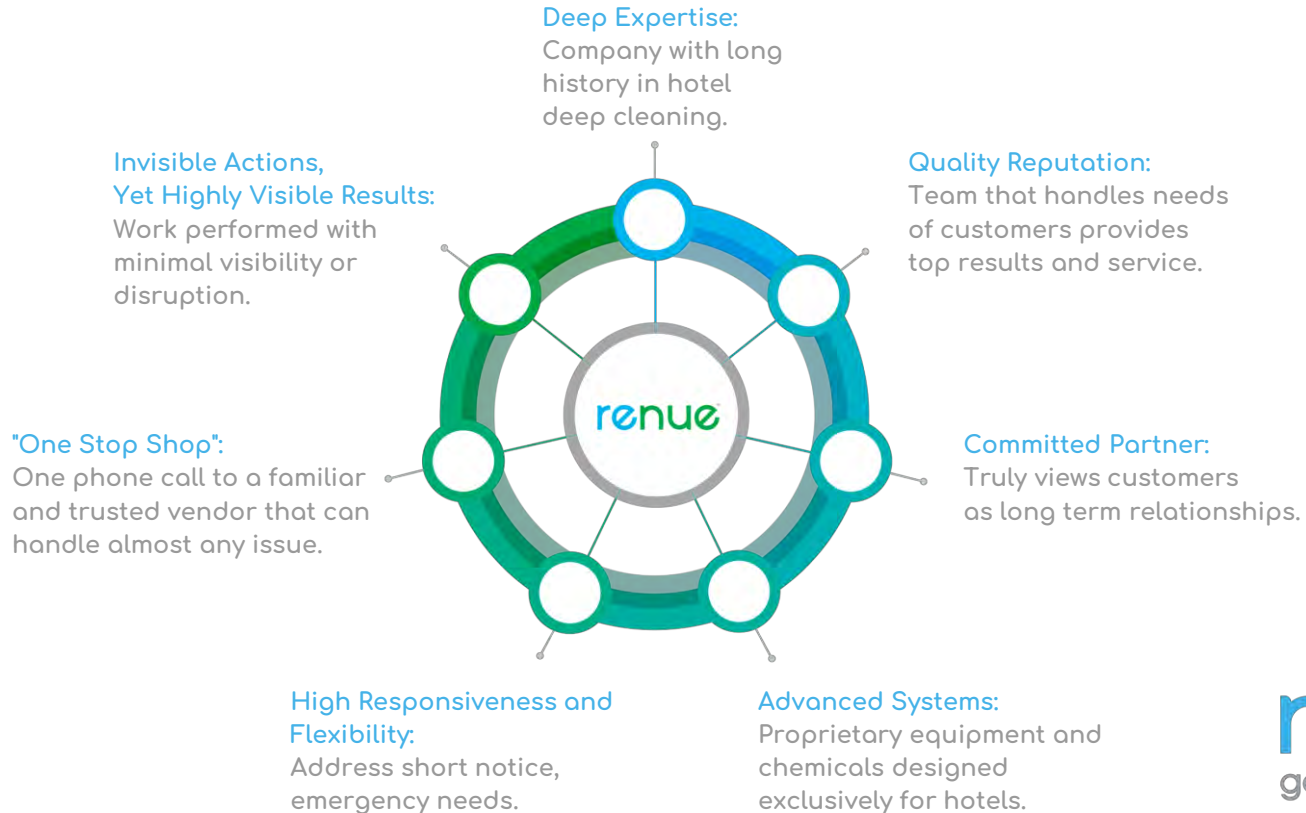 Deep Expertise:
Company with long
history in hotel
deep cleaning.
Quality Reputation:
Team that handles needs
of customers provides
top results and service.
Committed Partner:
Truly views customers
as long term relationships.
Advanced Systems:
Proprietary equipment and
chemicals designed
exclusively for hotels.
High Responsiveness and
Flexibility:
Address short notice,
emergency needs.
"One Stop Shop":
One phone call to a familiar
and trusted vendor that can
handle almost any issue.
Invisible Actions,
Yet Highly Visible Results:
Work performed with
minimal visibility or
disruption.
renue